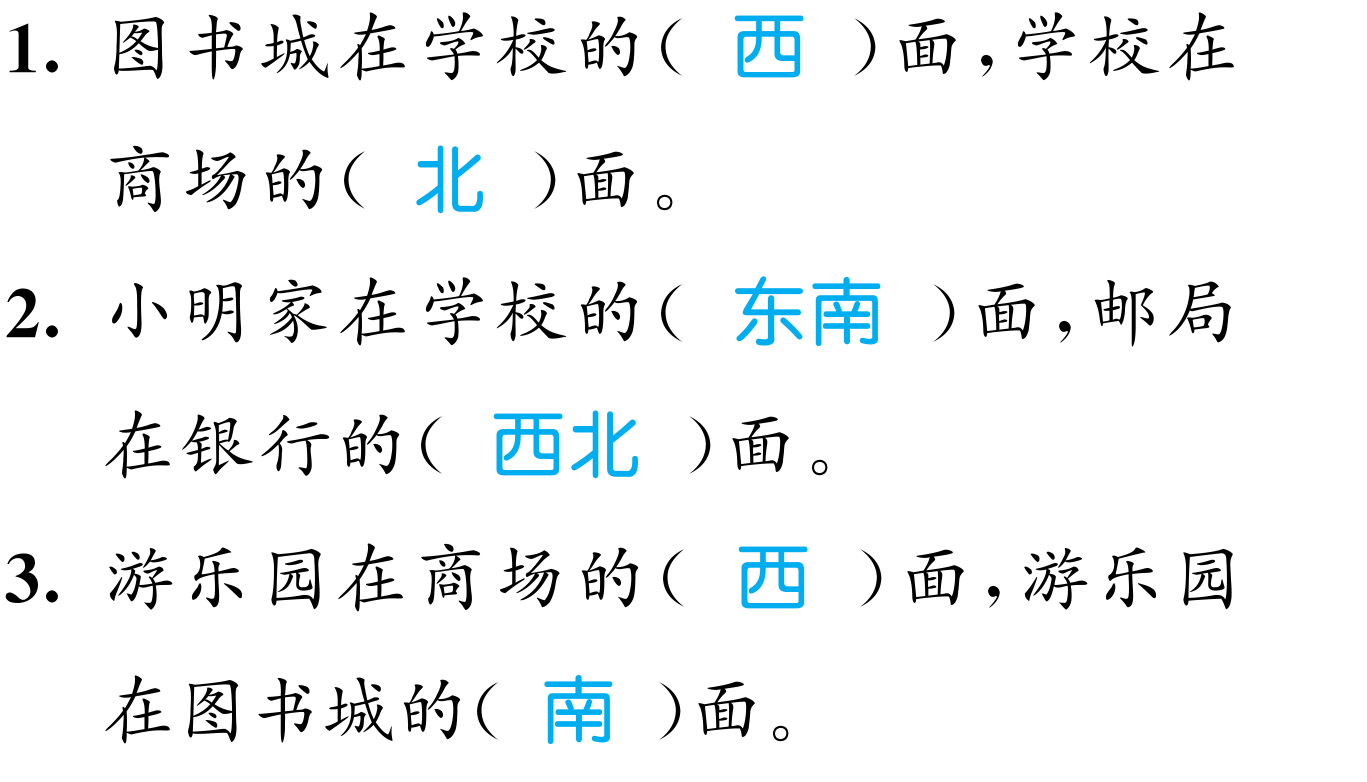 1. 图书城在学校的( 西 )面,学校在
商场的( 北 )面。
2. 小明家在学校的( 东南 )面,邮局
在银行的( 西北 )面。
3. 游乐园在商场的( 西 )面,游乐园
在图书城的( 南 )面。